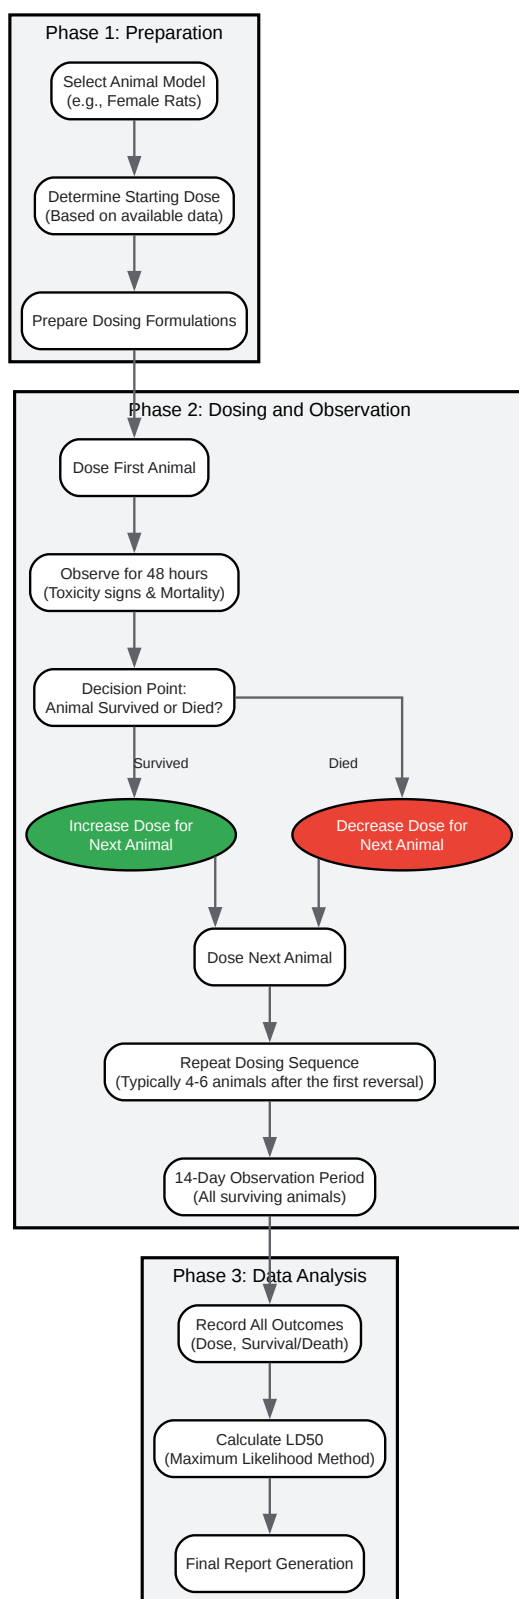 Phase 1: Preparation
Select Animal Model
(e.g., Female Rats)
Determine Starting Dose
(Based on available data)
Prepare Dosing Formulations
Phase 2: Dosing and Observation
Dose First Animal
Observe for 48 hours
(Toxicity signs & Mortality)
Decision Point:
Animal Survived or Died?
Survived
Died
Increase Dose for
Next Animal
Decrease Dose for
Next Animal
Dose Next Animal
Repeat Dosing Sequence
(Typically 4-6 animals after the first reversal)
14-Day Observation Period
(All surviving animals)
Phase 3: Data Analysis
Record All Outcomes
(Dose, Survival/Death)
Calculate LD50
(Maximum Likelihood Method)
Final Report Generation